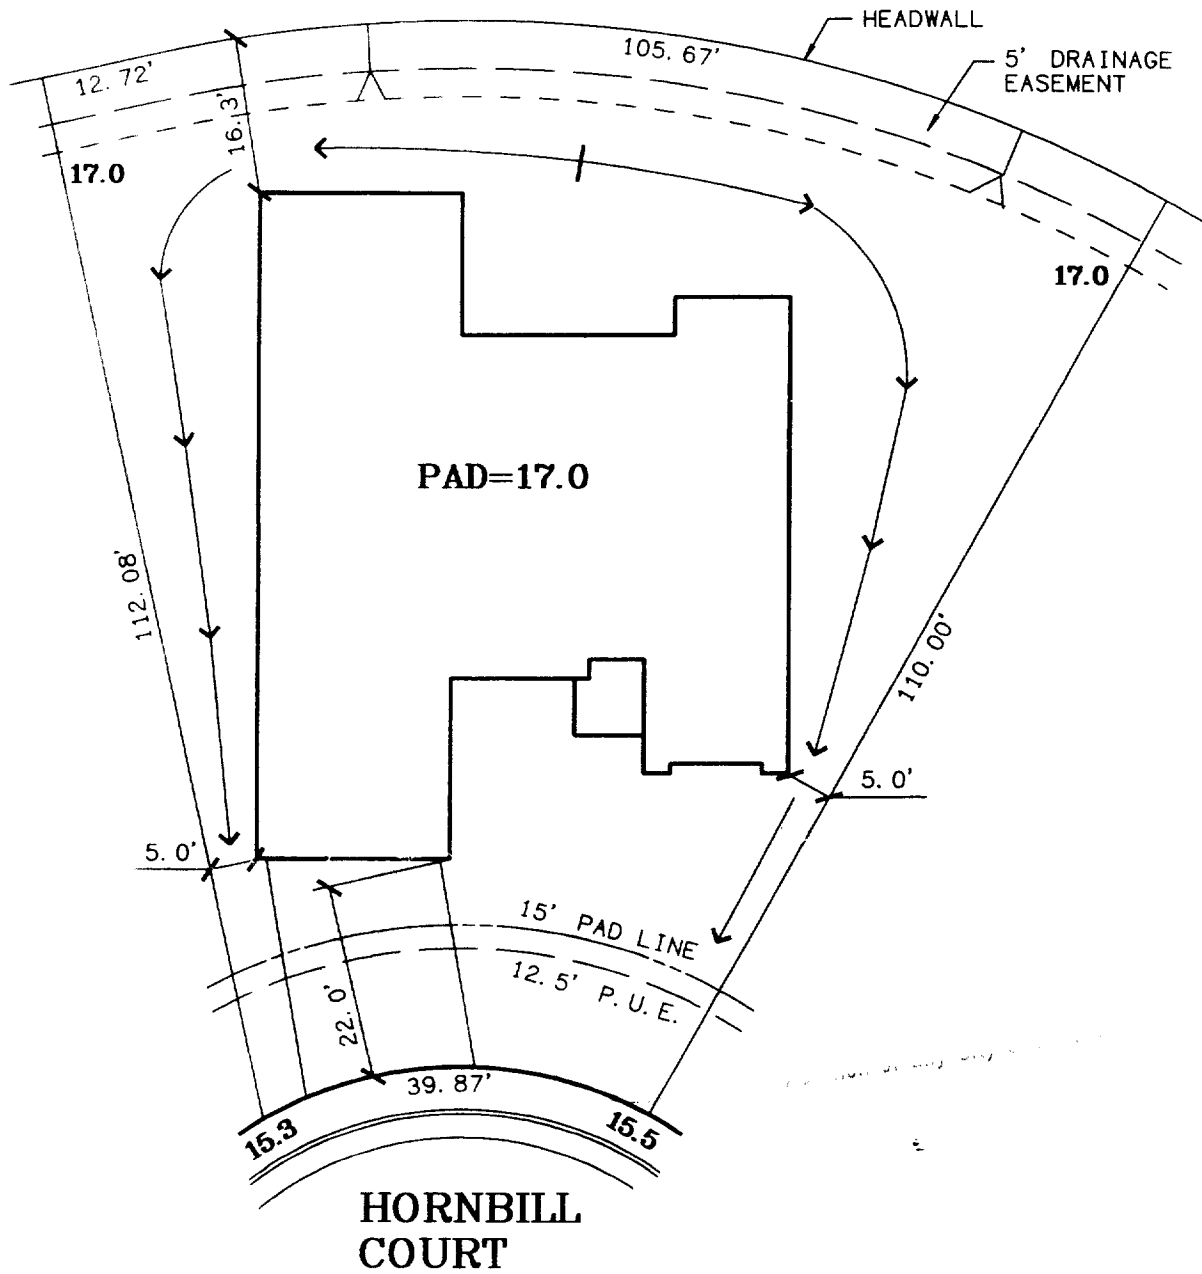 HEADWALL
105.67'
5' DRAINAGE
EASEMENT
12.72'
16.3'
17.0
17.0
PAD=17.0
112.08'
110.00'
5.0'
5.0'
15' PAD LINE
12.5' P.U.E.
22.0'
39.87'
15.3
15.5
HORNBILL
COURT